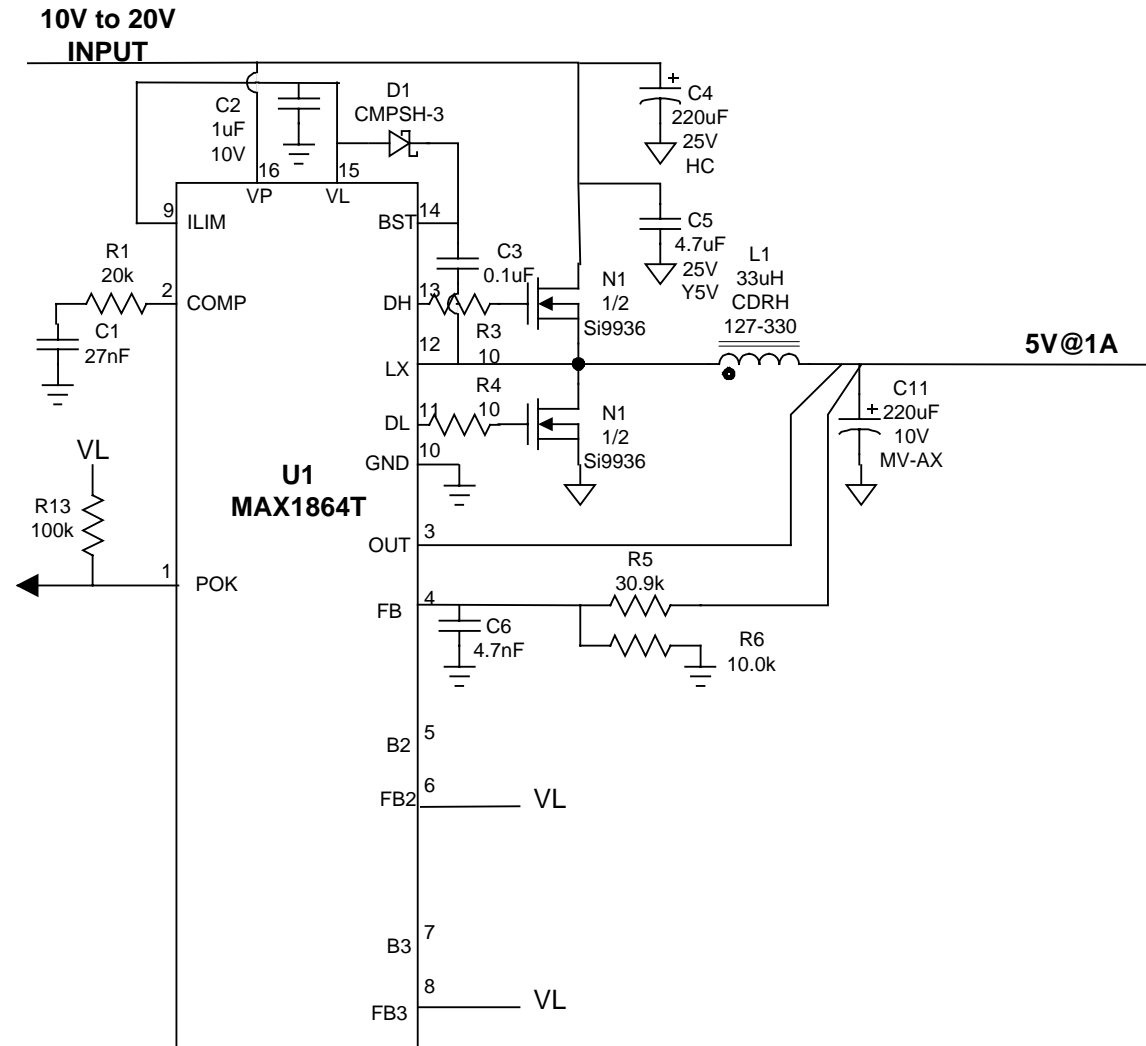 10V to 20V
INPUT
D1
CMPSH-3
C2
1uF
10V
C4
220uF
25V
HC
+
16
15
VP
VL
9
ILIM
BST
14
C5
4.7uF
25V
Y5V
R1
20k
C3
0.1uF
L1
33uH
CDRH
127-330
2
COMP
DH
13
N1
1/2
Si9936
C1
27nF
R3
10
5V@1A
12
LX
R4
10
DL
11
N1
1/2
Si9936
C11
+
220uF
10V
MV-AX
GND
10
VL
U1
MAX1864T
R13
100k
OUT
3
R5
30.9k
1
POK
FB
4
C6
4.7nF
R6
10.0k
B2
5
FB2
6
VL
B3
7
FB3
8
VL